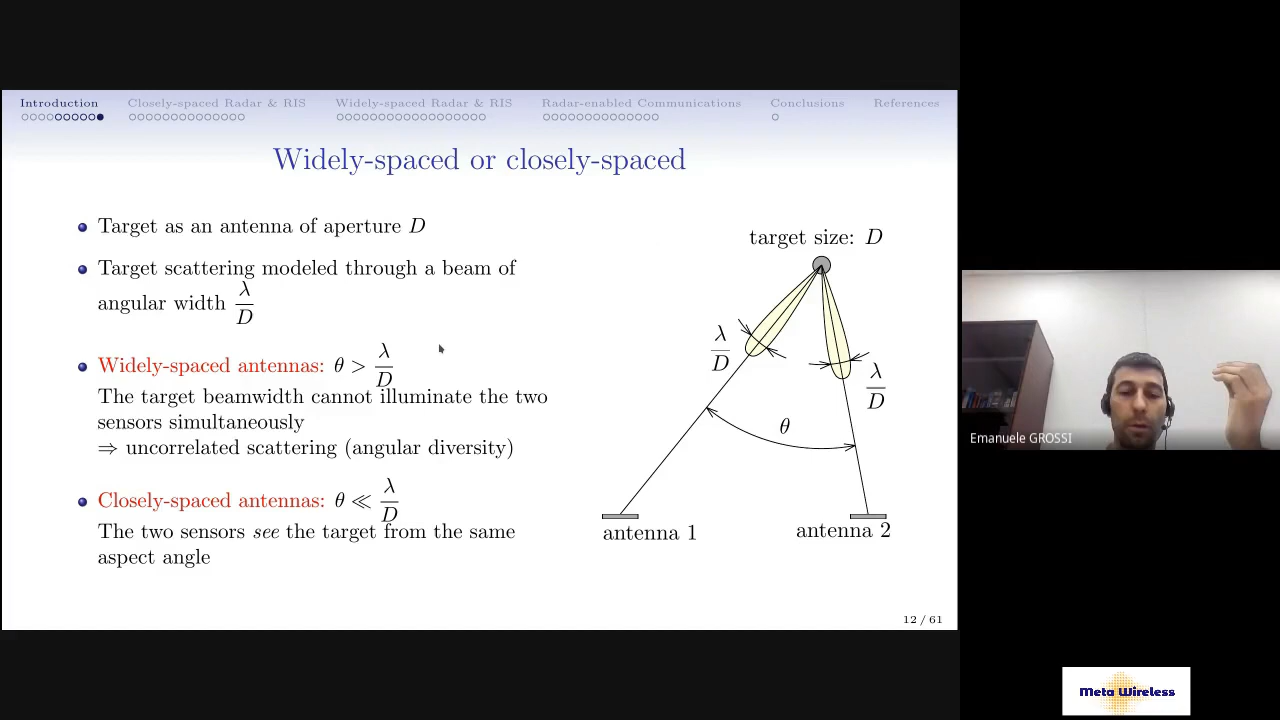 Introduction
Closely-spaced Radar & RIS
Widely-spaced Radar & RIS
Radar-enabled Communications
Conclusions
References
Widely-spaced or closely-spaced
Target as an antenna of aperture D
Target scattering modeled through a beam of
angular width λ/D
Widely-spaced antennas: θ > λ/D
The target beamwidth cannot illuminate the two
sensors simultaneously
⇒ uncorrelated scattering (angular diversity)
Closely-spaced antennas: θ ≪ λ/D
The two sensors see the target from the same
aspect angle
target size: D
λ/D
λ/D
θ
antenna 1
antenna 2
12 / 61
Emanuele GROSSI
Meta Wireless